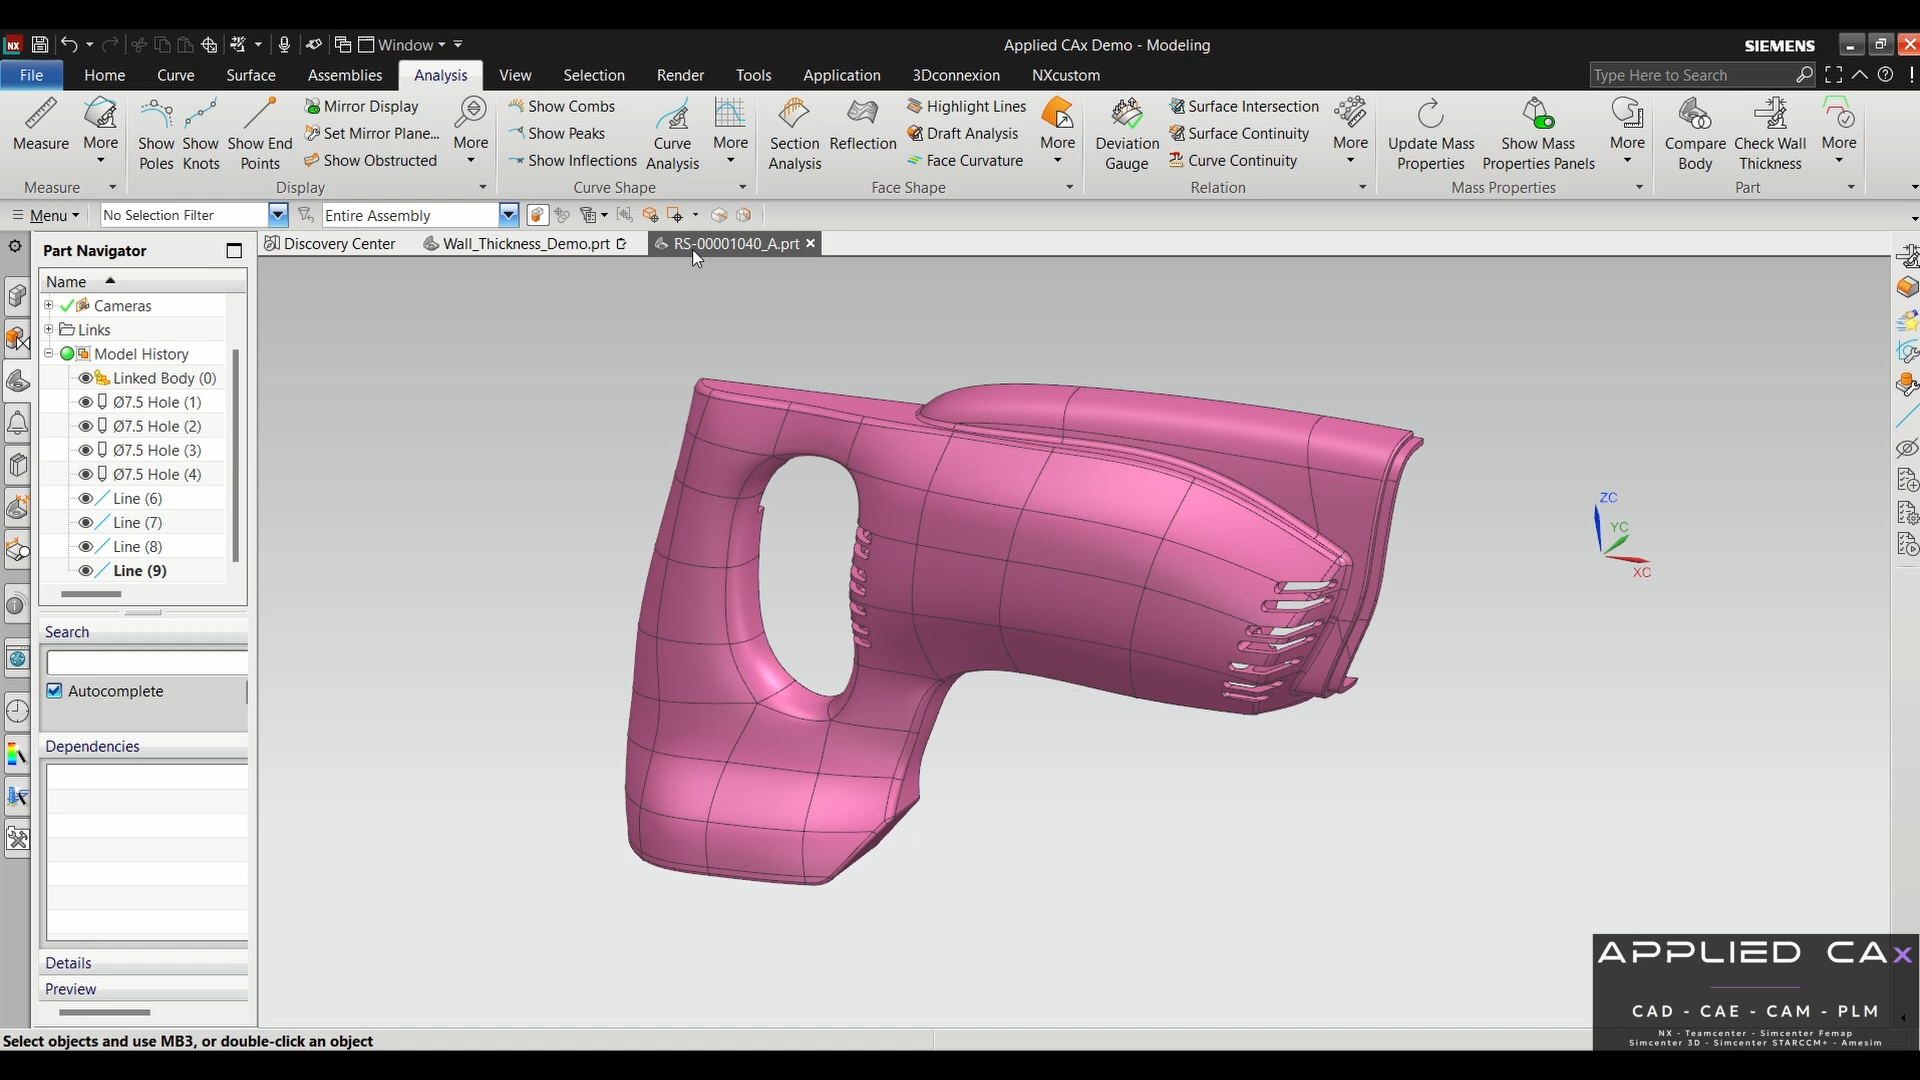 NX
Window
Applied CAx Demo - Modeling
SIEMENS
File
Home
Curve
Surface
Assemblies
Analysis
View
Selection
Render
Tools
Application
3Dconnexion
NXcustom
Type Here to Search
Measure
More
Measure
Show Poles
Show Knots
Show End Points
Mirror Display
Set Mirror Plane...
Show Obstructed
More
Display
Show Combs
Show Peaks
Show Inflections
Curve Analysis
More
Curve Shape
Section Analysis
Reflection
Highlight Lines
Draft Analysis
Face Curvature
More
Face Shape
Deviation Gauge
Surface Intersection
Surface Continuity
Curve Continuity
More
Relation
Update Mass Properties
Show Mass Properties Panels
More
Mass Properties
Compare Body
Check Wall Thickness
More
Part
Menu
No Selection Filter
Entire Assembly
Part Navigator
Discovery Center
Wall_Thickness_Demo.prt
RS-00001040_A.prt
Name
Cameras
Links
Model History
Linked Body (0)
Ø7.5 Hole (1)
Ø7.5 Hole (2)
Ø7.5 Hole (3)
Ø7.5 Hole (4)
Line (6)
Line (7)
Line (8)
Line (9)
Search
Autocomplete
Dependencies
Details
Preview
ZC
YC
XC
APPLIED CAx
CAD - CAE - CAM - PLM
NX - Teamcenter - Simcenter Femap
Simcenter 3D - Simcenter STARCCM+ - Amesim
Select objects and use MB3, or double-click an object